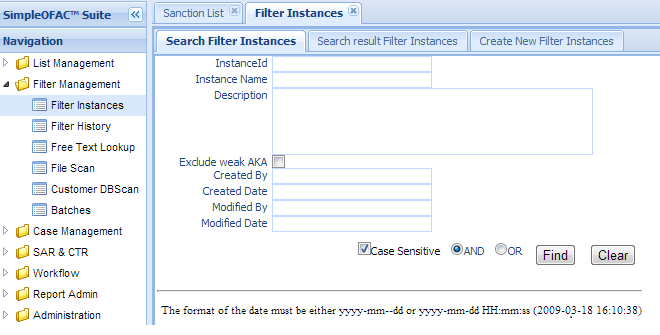 SimpleOFAC™ Suite
Navigation
List Management
Filter Management
Filter Instances
Filter History
Free Text Lookup
File Scan
Customer DBScan
Batches
Case Management
SAR & CTR
Workflow
Report Admin
Administration
Sanction List
Filter Instances
Search Filter Instances
Search result Filter Instances
Create New Filter Instances
InstanceId
Instance Name
Description
Exclude weak AKA
Created By
Created Date
Modified By
Modified Date
Case Sensitive AND OR Find Clear
The format of the date must be either yyyy-mm--dd or yyyy-mm-dd HH:mm:ss (2009-03-18 16:10:38)